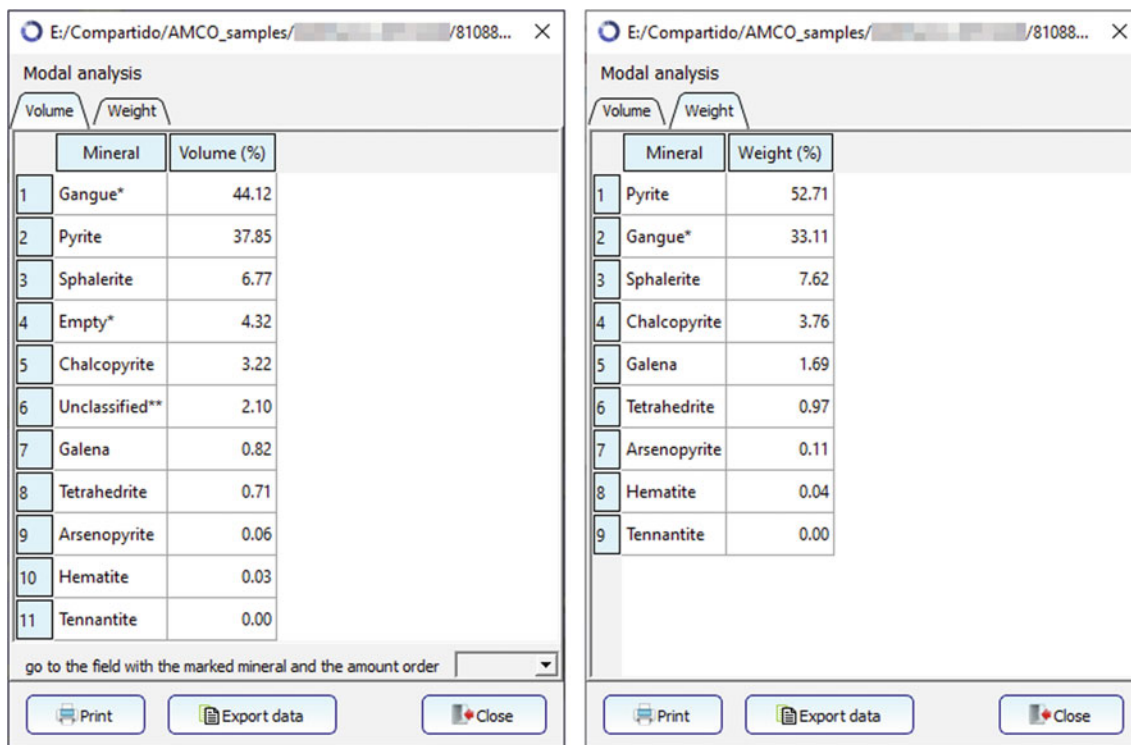 E:/Compartido/AMCO_samples/ /81088...
Modal analysis
Volume Weight
Mineral Volume (%)
1 Gangue* 44.12
2 Pyrite 37.85
3 Sphalerite 6.77
4 Empty* 4.32
5 Chalcopyrite 3.22
6 Unclassified** 2.10
7 Galena 0.82
8 Tetrahedrite 0.71
9 Arsenopyrite 0.06
10 Hematite 0.03
11 Tennantite 0.00
go to the field with the marked mineral and the amount order
Print Export data Close
E:/Compartido/AMCO_samples/ /81088...
Modal analysis
Volume Weight
Mineral Weight (%)
1 Pyrite 52.71
2 Gangue* 33.11
3 Sphalerite 7.62
4 Chalcopyrite 3.76
5 Galena 1.69
6 Tetrahedrite 0.97
7 Arsenopyrite 0.11
8 Hematite 0.04
9 Tennantite 0.00
Print Export data Close